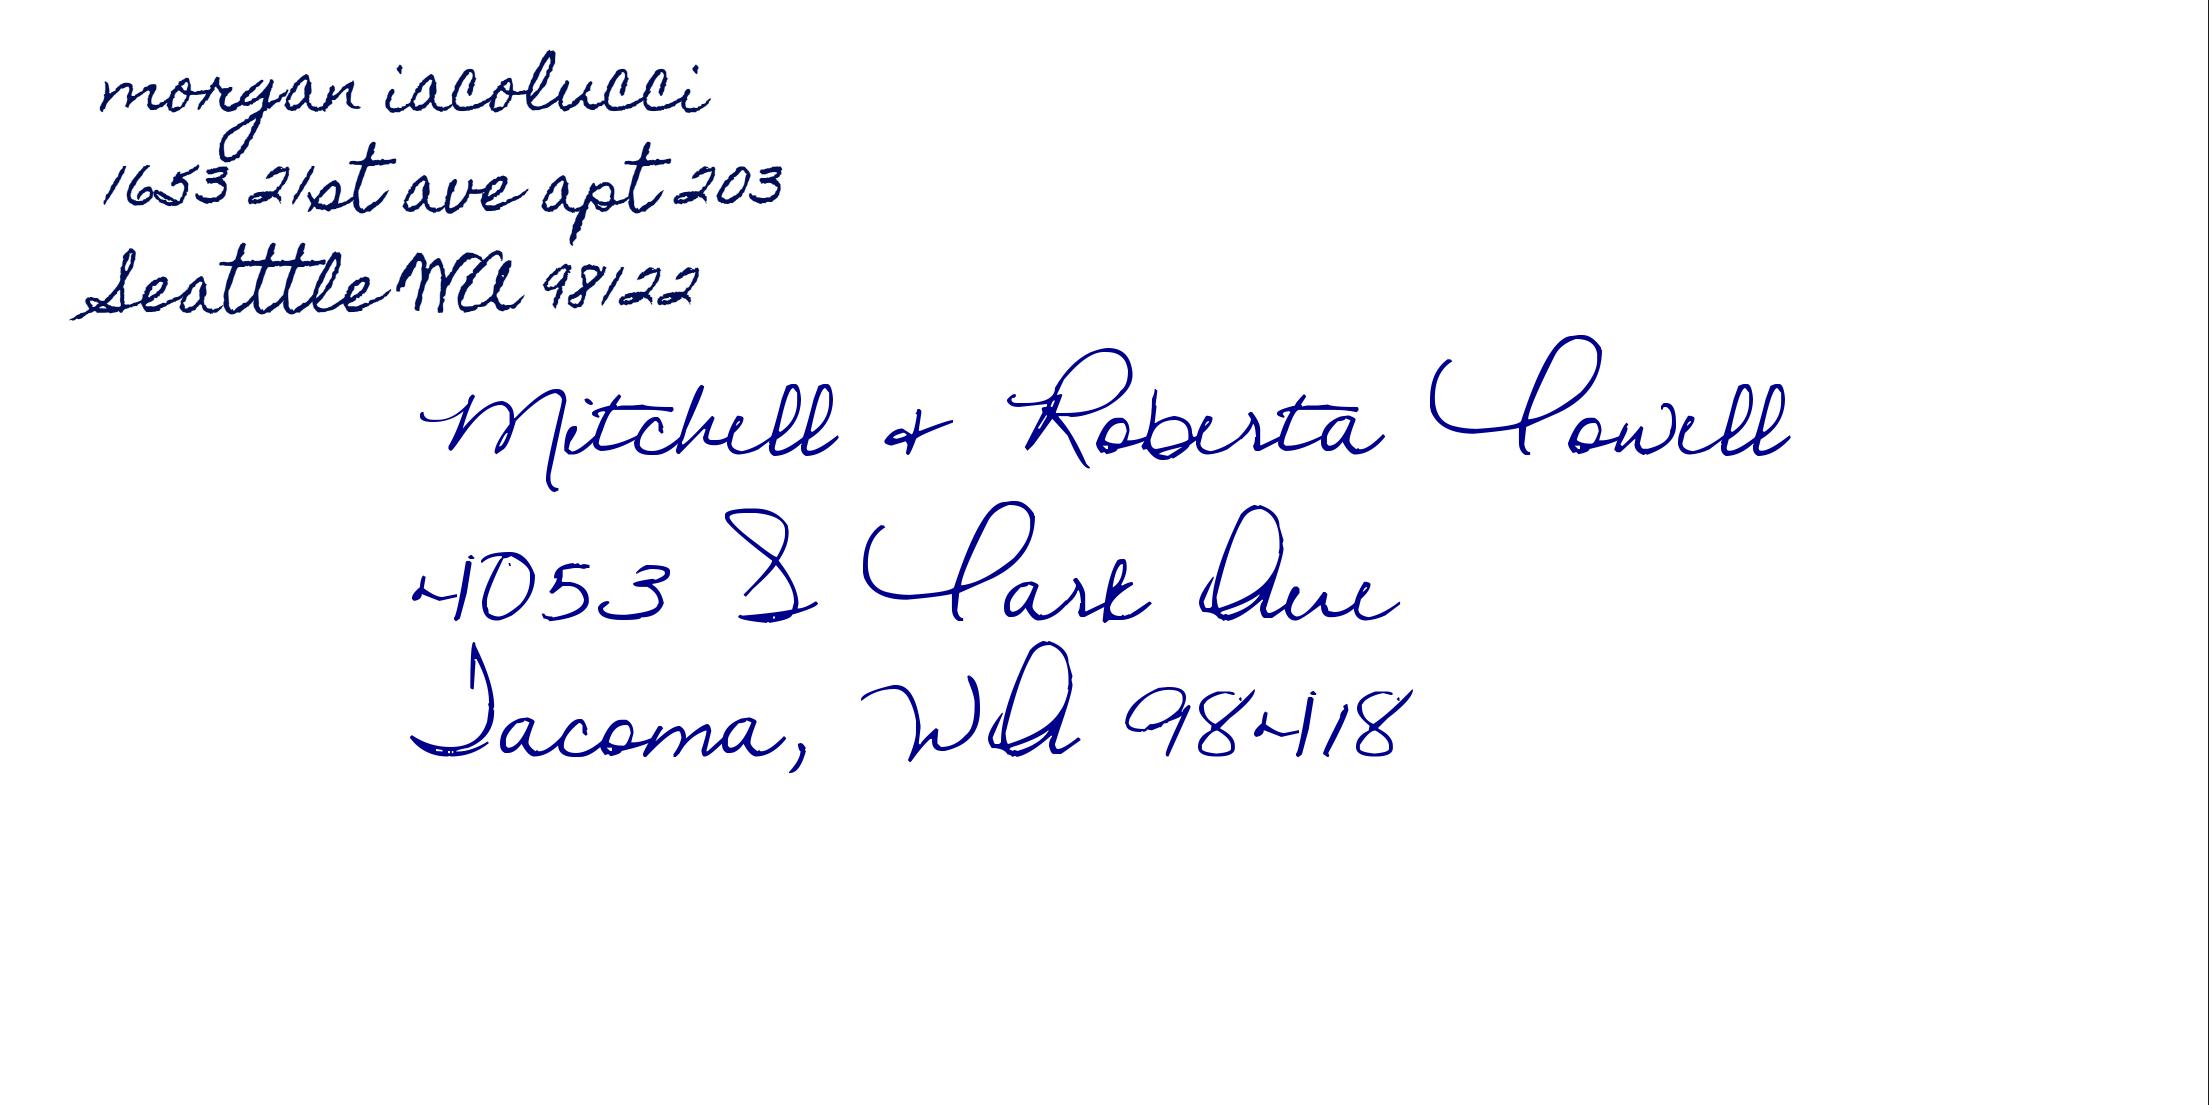 morgan iacolucci
1653 21st ave apt 203
Seatttle WA 98122
Mitchell & Roberta Powell
4053 S Park Ave
Tacoma, WA 98418